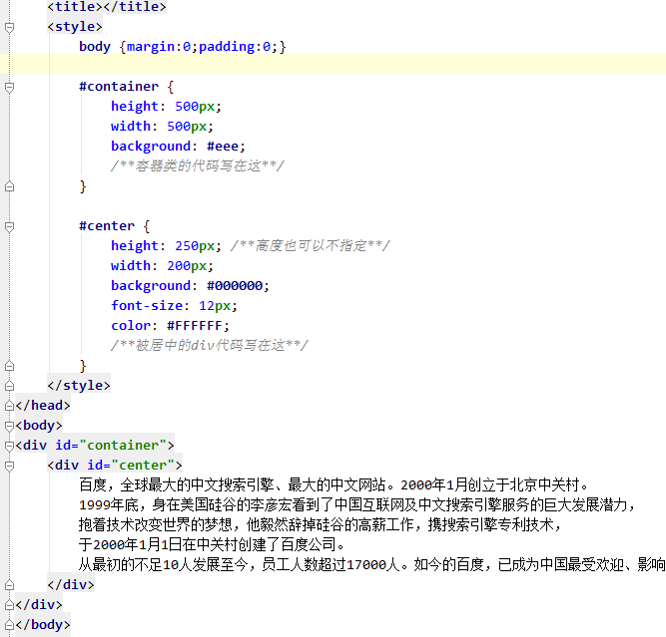 <title></title>
<style>
body {margin:0;padding:0;}
#container {
height: 500px;
width: 500px;
background: #eee;
/**容器类的代码写在这**/
}
#center {
height: 250px; /**高度也可以不指定**/
width: 200px;
background: #000000;
font-size: 12px;
color: #FFFFFF;
/**被居中的div代码写在这**/
}
</style>
</head>
<body>
<div id="container">
<div id="center">
百度，全球最大的中文搜索引擎、最大的中文网站。2000年1月创立于北京中关村。
1999年底，身在美国硅谷的李彦宏看到了中国互联网及中文搜索引擎服务的巨大发展潜力，
抱着技术改变世界的梦想，他毅然辞掉硅谷的高薪工作，携搜索引擎专利技术，
于2000年1月1日在中关村创建了百度公司。
从最初的不足10人发展至今，员工人数超过17000人。如今的百度，已成为中国最受欢迎、影响
</div>
</div>
</body>